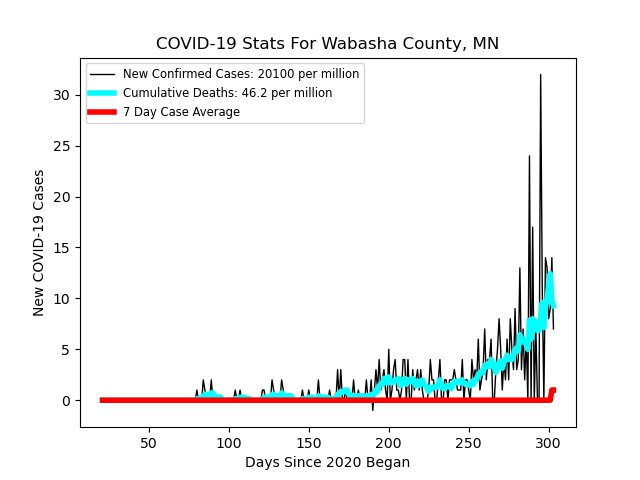 COVID-19 Stats For Wabasha County, MN
New Confirmed Cases: 20100 per million
Cumulative Deaths: 46.2 per million
7 Day Case Average
New COVID-19 Cases
30
25
20
15
10
5
0
50 100 150 200 250 300
Days Since 2020 Began